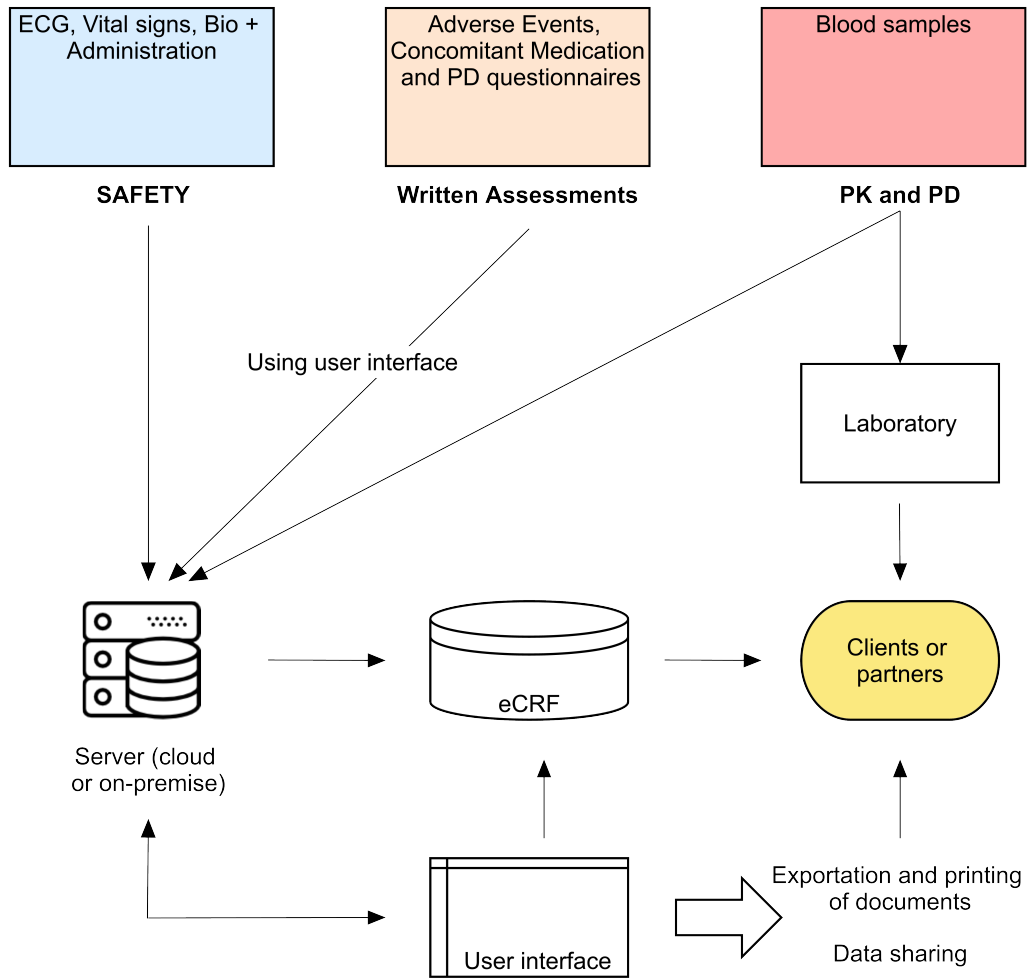 ECG, Vital signs, Bio +
Administration
Adverse Events,
Concomitant Medication
and PD questionnaires
Blood samples
SAFETY
Written Assessments
PK and PD
Using user interface
Laboratory
Clients or
partners
eCRF
Server (cloud
or on-premise)
Exportation and printing
of documents
Data sharing
User interface